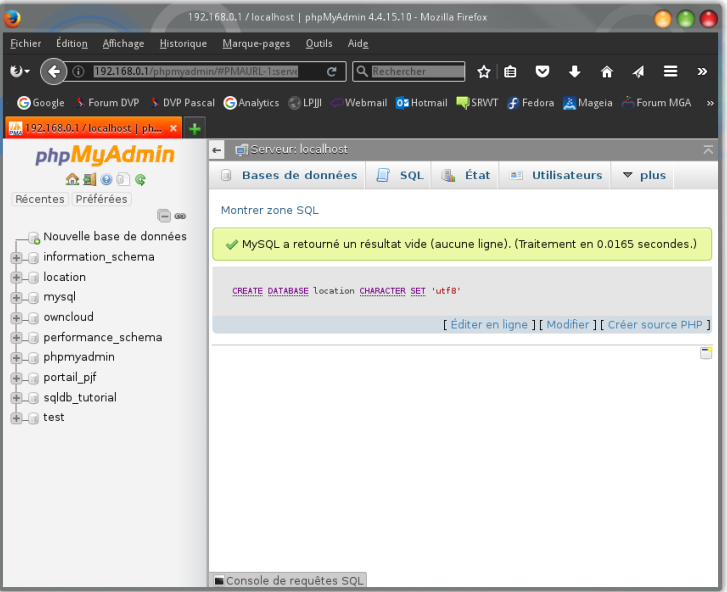 192.168.0.1 / localhost | phpMyAdmin 4.4.15.10 - Mozilla Firefox
Fichier Édition Affichage Historique Marque-pages Outils Aide
192.168.0.1/phpmyadmin/#PMAURL-1:serve Rechercher
Google Forum DVP DVP Pascal Analytics LPJJl Webmail Hotmail SRWT Fedora Mageia Forum MGA »
192.168.0.1 / localhost | ph... × +
phpMyAdmin
Récentes Préférées
Nouvelle base de données
information_schema
location
mysql
owncloud
performance_schema
phpmyadmin
portail_pjf
sqldb_tutorial
test
Serveur: localhost
Bases de données SQL État Utilisateurs plus
Montrer zone SQL
MySQL a retourné un résultat vide (aucune ligne). (Traitement en 0.0165 secondes.)
CREATE DATABASE location CHARACTER SET 'utf8'
[ Éditer en ligne ] [ Modifier ] [ Créer source PHP ]
Console de requêtes SQL